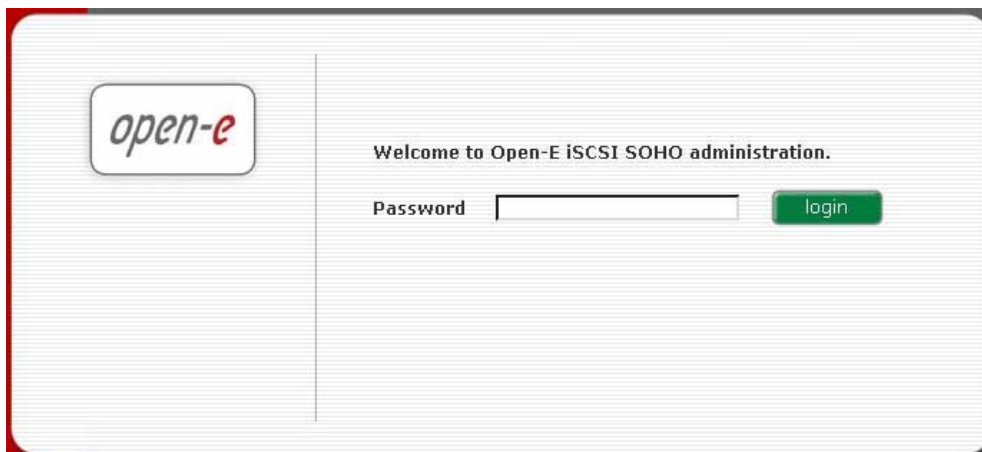 open-e
Welcome to Open-E iSCSI SOHO administration.
Password
login